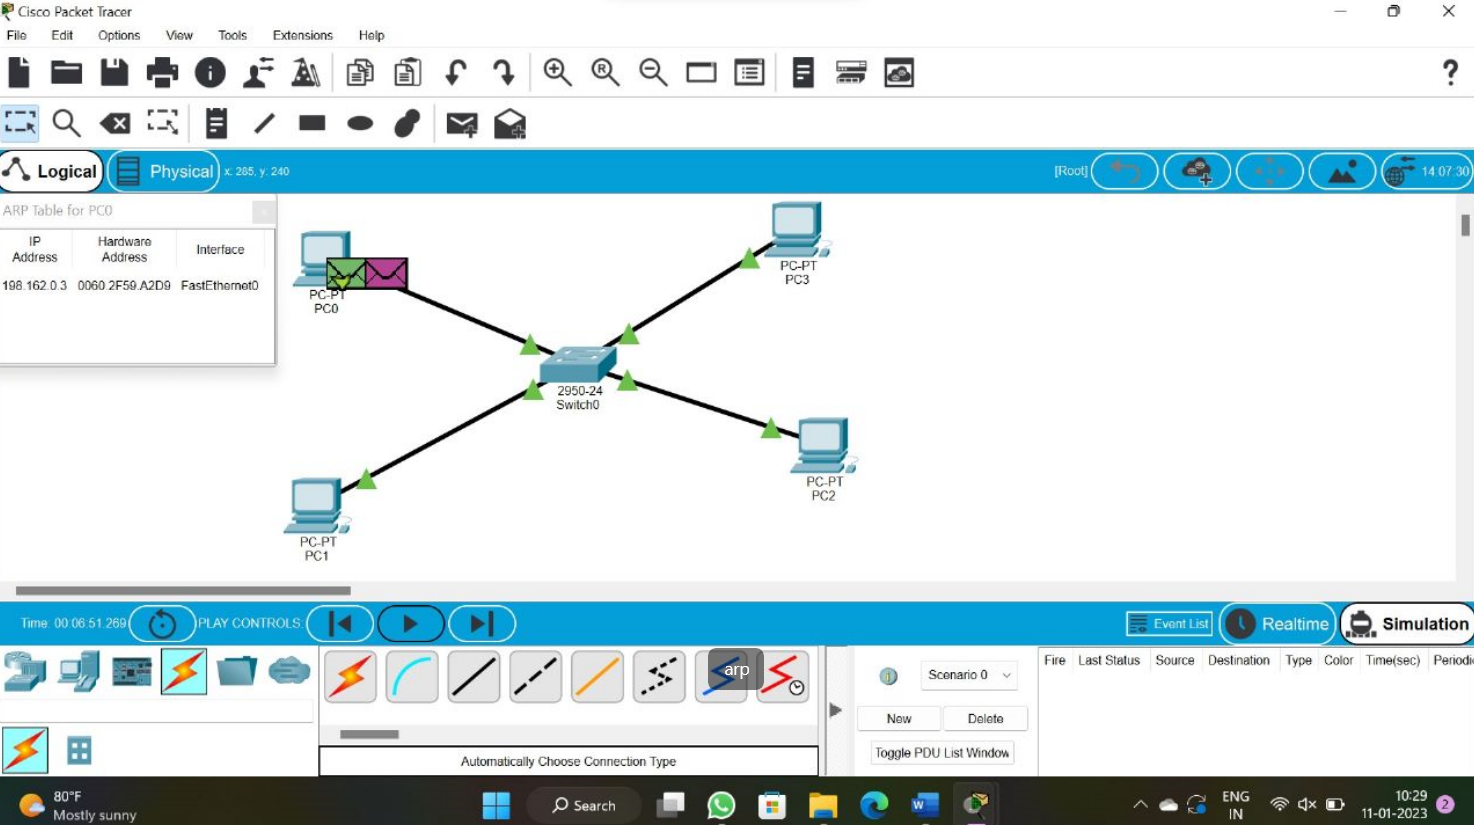 Cisco Packet Tracer
File Edit Options View Tools Extensions Help
Logical Physical x: 285, y: 240 [Root] 14:07:30
ARP Table for PC0
IP Address Hardware Address Interface
198.162.0.3 0060.2F59.A2D9 FastEthernet0
PC-PT
PC0
PC-PT
PC3
2950-24
Switch0
PC-PT
PC2
PC-PT
PC1
Time: 00:06:51.269 PLAY CONTROLS: Event List Realtime Simulation
arp
Scenario 0
New Delete
Toggle PDU List Window
Fire Last Status Source Destination Type Color Time(sec) Periodi
Automatically Choose Connection Type
80°F
Mostly sunny
Search
ENG
IN
10:29
11-01-2023
2